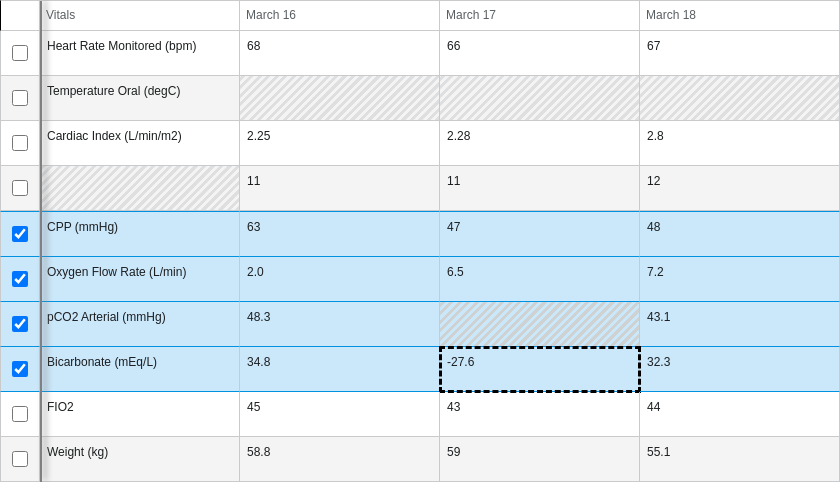 Vitals March 16 March 17 March 18
Heart Rate Monitored (bpm) 68 66 67
Temperature Oral (degC)
Cardiac Index (L/min/m2) 2.25 2.28 2.8
11 11 12
CPP (mmHg) 63 47 48
Oxygen Flow Rate (L/min) 2.0 6.5 7.2
pCO2 Arterial (mmHg) 48.3 43.1
Bicarbonate (mEq/L) 34.8 -27.6 32.3
FIO2 45 43 44
Weight (kg) 58.8 59 55.1